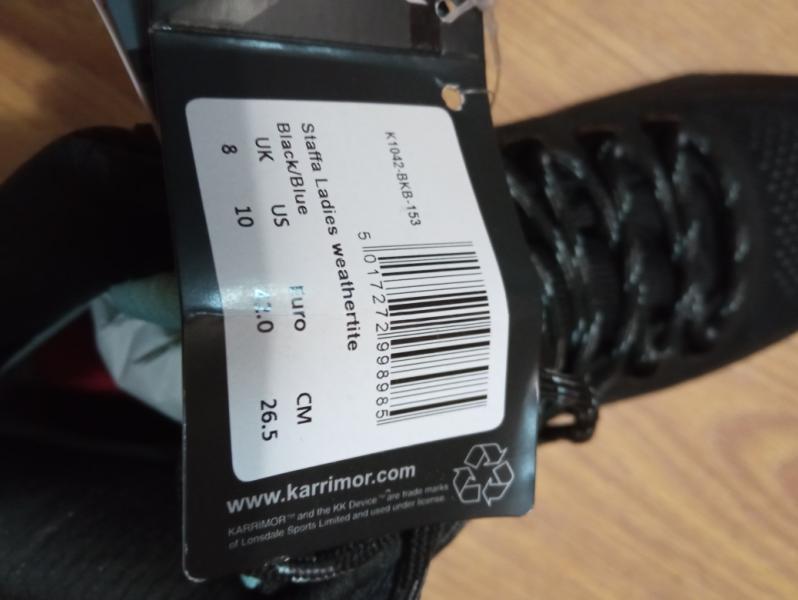 K1042-BKB-153
5 017272 998985
Staffa Ladies weathertite
Black/Blue
UK US Euro CM
8 10 26.5
www.karrimor.com
KARRIMOR™ and the KK Device™ are trade marks
of Lonsdale Sports Limited and used under license.